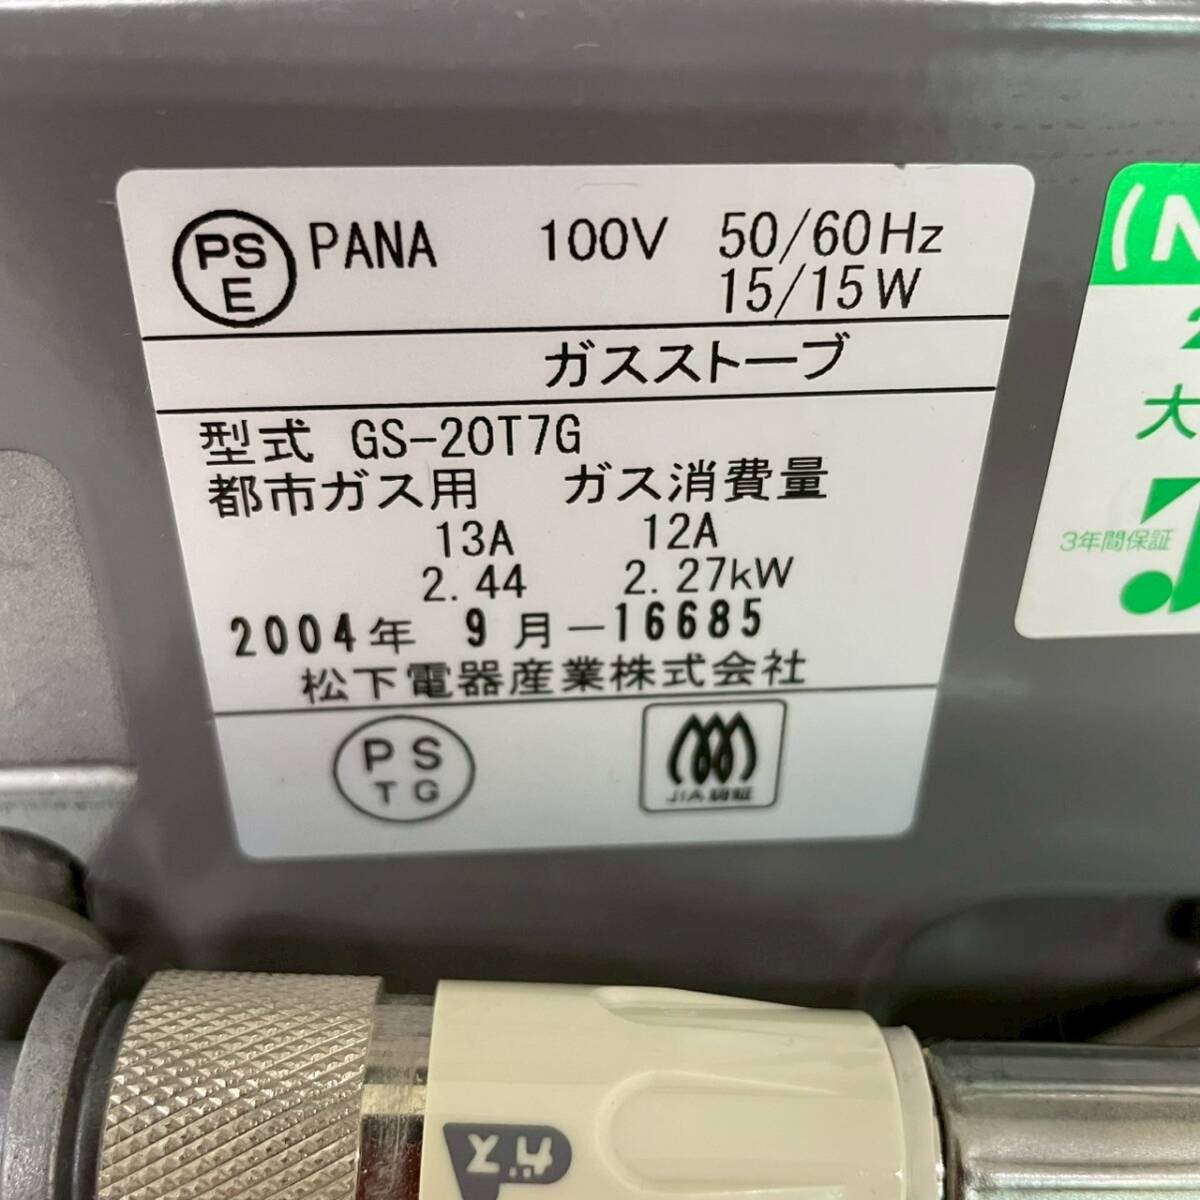 PS E PANA 100V 50/60Hz
15/15W
ガスストーブ
型式 GS-20T7G
都市ガス用 ガス消費量
13A 12A
2.44 2.27kW
2004年 9月-16685
松下電器産業株式会社
PS TG JIA認証
(N
大
3年間保証
ガス